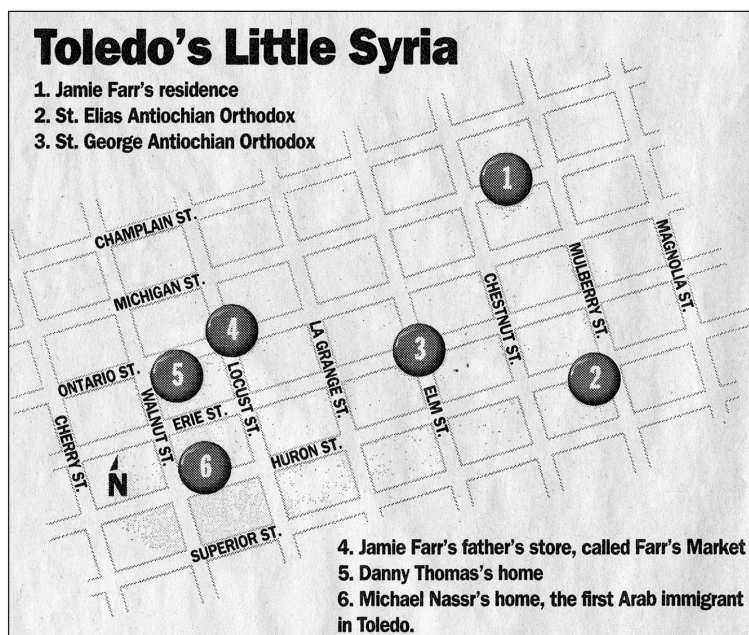 Toledo's Little Syria
1. Jamie Farr's residence
2. St. Elias Antiochian Orthodox
3. St. George Antiochian Orthodox
1
CHAMPLAIN ST.
MICHIGAN ST.
MULBERRY ST.
MAGNOLIA ST.
CHESTNUT ST.
4
LA GRANGE ST.
3
5
ONTARIO ST.
WALNUT ST.
LOCUST ST.
ELM ST.
2
CHERRY ST.
ERIE ST.
6
HURON ST.
N
SUPERIOR ST.
4. Jamie Farr's father's store, called Farr's Market
5. Danny Thomas's home
6. Michael Nassr's home, the first Arab immigrant
in Toledo.